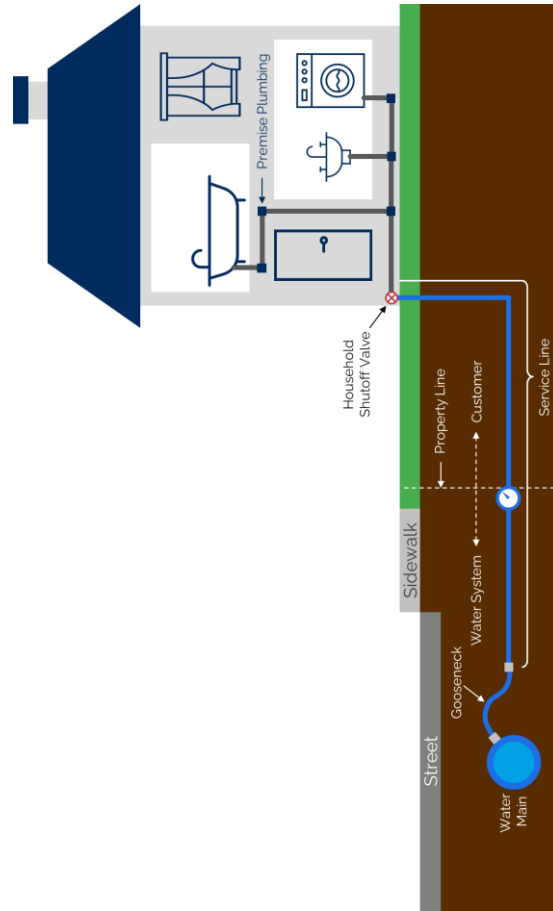 Premise Plumbing
Household
Shutoff Valve
Street
Sidewalk
Property Line
Water System
Customer
Gooseneck
Water
Main
Service Line